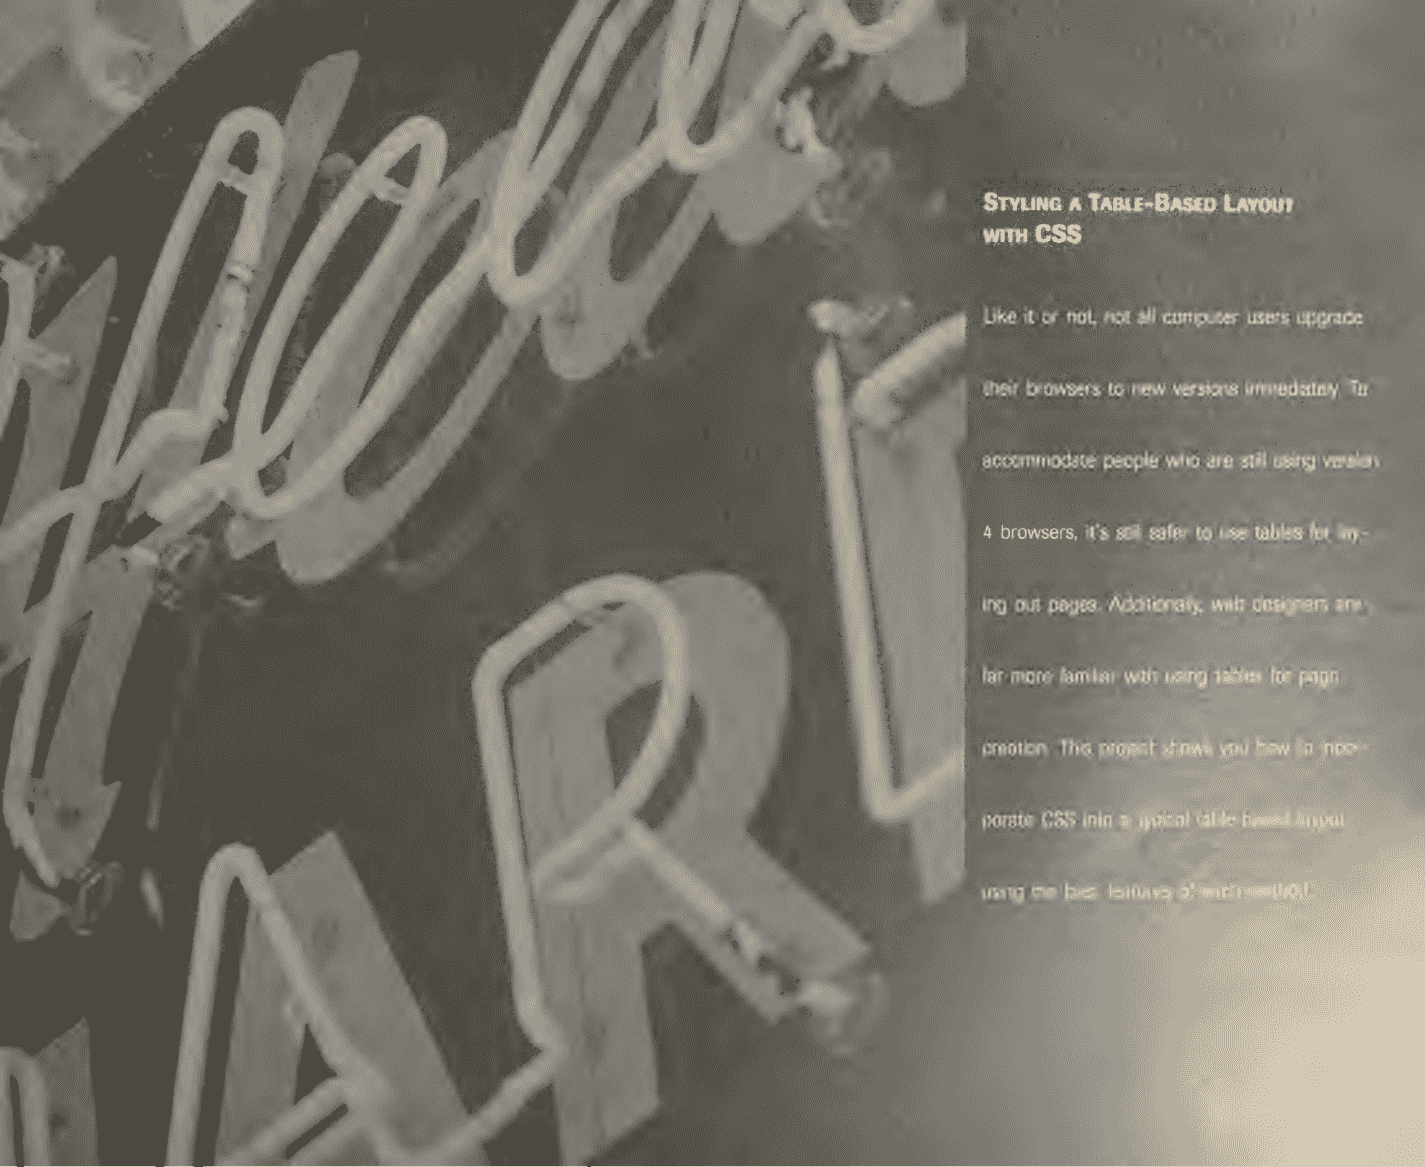 STYLING A TABLE-BASED LAYOUT
WITH CSS
Like it or not, not all computer users upgrade
their browsers to new versions immediately. To
accommodate people who are still using version
4 browsers, it's still safer to use tables for lay-
ing out pages. Additionally, web designers are
far more familiar with using tables for page
creation. This project shows you how to incor-
porate CSS into a typical table-based layout
using the best features of each method.